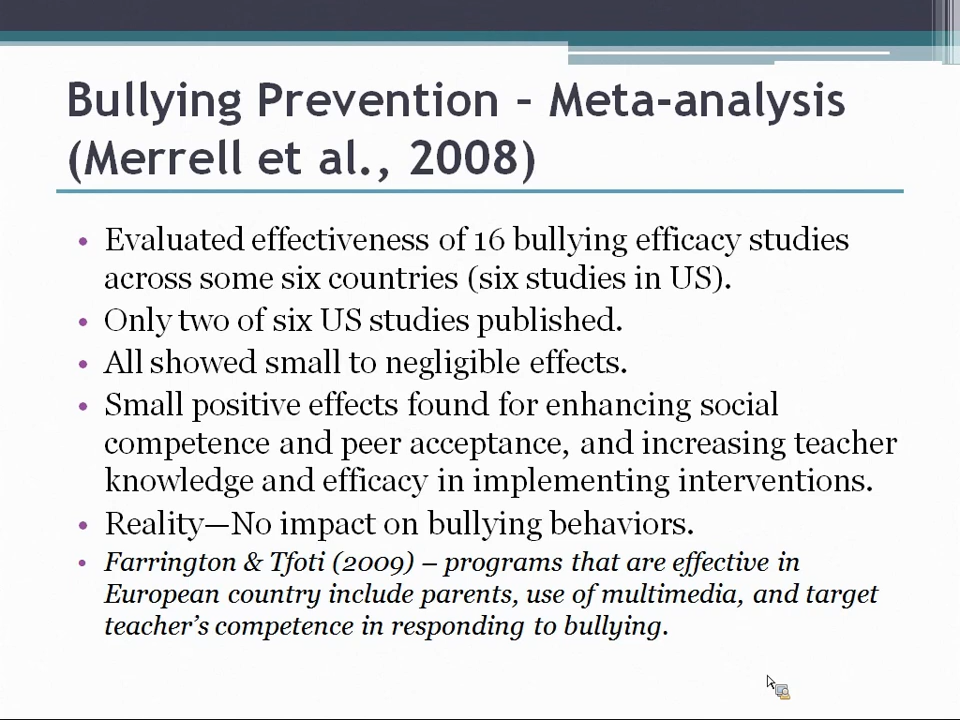 Bullying Prevention – Meta-analysis
(Merrell et al., 2008)
• Evaluated effectiveness of 16 bullying efficacy studies
across some six countries (six studies in US).
• Only two of six US studies published.
• All showed small to negligible effects.
• Small positive effects found for enhancing social
competence and peer acceptance, and increasing teacher
knowledge and efficacy in implementing interventions.
• Reality—No impact on bullying behaviors.
• Farrington & Tfoti (2009) – programs that are effective in
European country include parents, use of multimedia, and target
teacher's competence in responding to bullying.